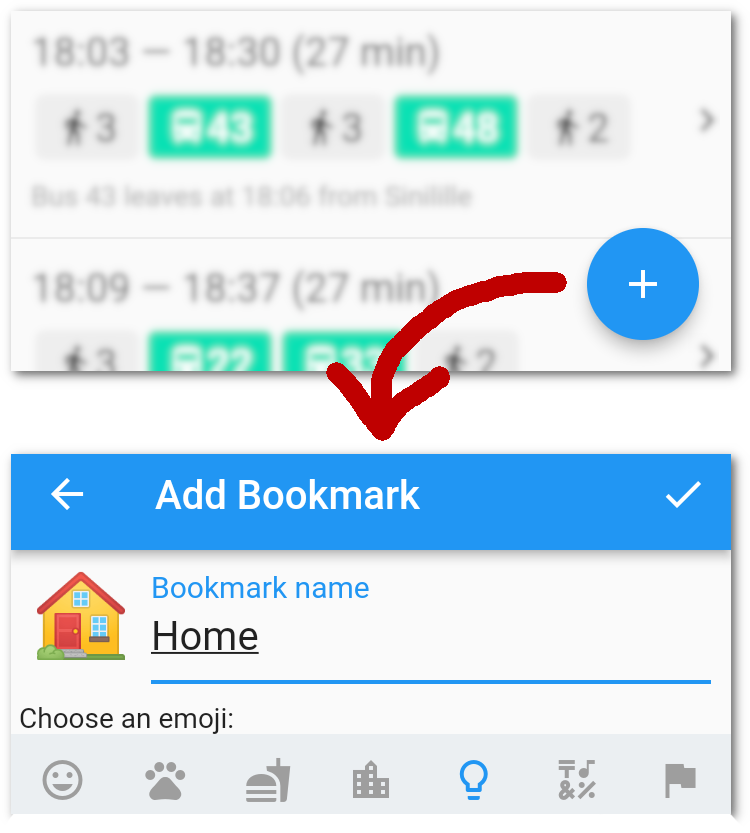 18:03 — 18:30 (27 min)
3 43 3 48 2
Bus 43 leaves at 18:06 from Sinilille
18:09 — 18:37 (27 min)
3 22 2
Add Bookmark
Bookmark name
Home
Choose an emoji: